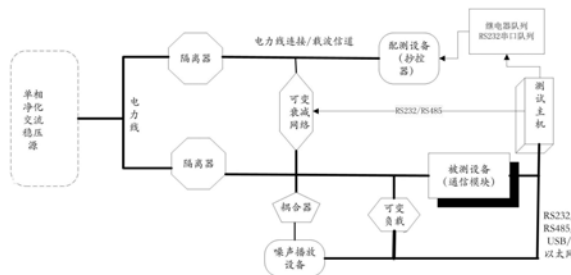 继电器队列
RS232串口队列
电力线连接/载波信道
隔离器
配测设备
(抄控
器)
单相
净化
交流
稳压
源
电
力
线
可变
衰减
网络
RS232/RS485
测
试
主
机
隔离器
被测设备
(通信模块)
耦合器
可变
负载
噪声播放
设备
RS232/
RS485/
USB/
以太网